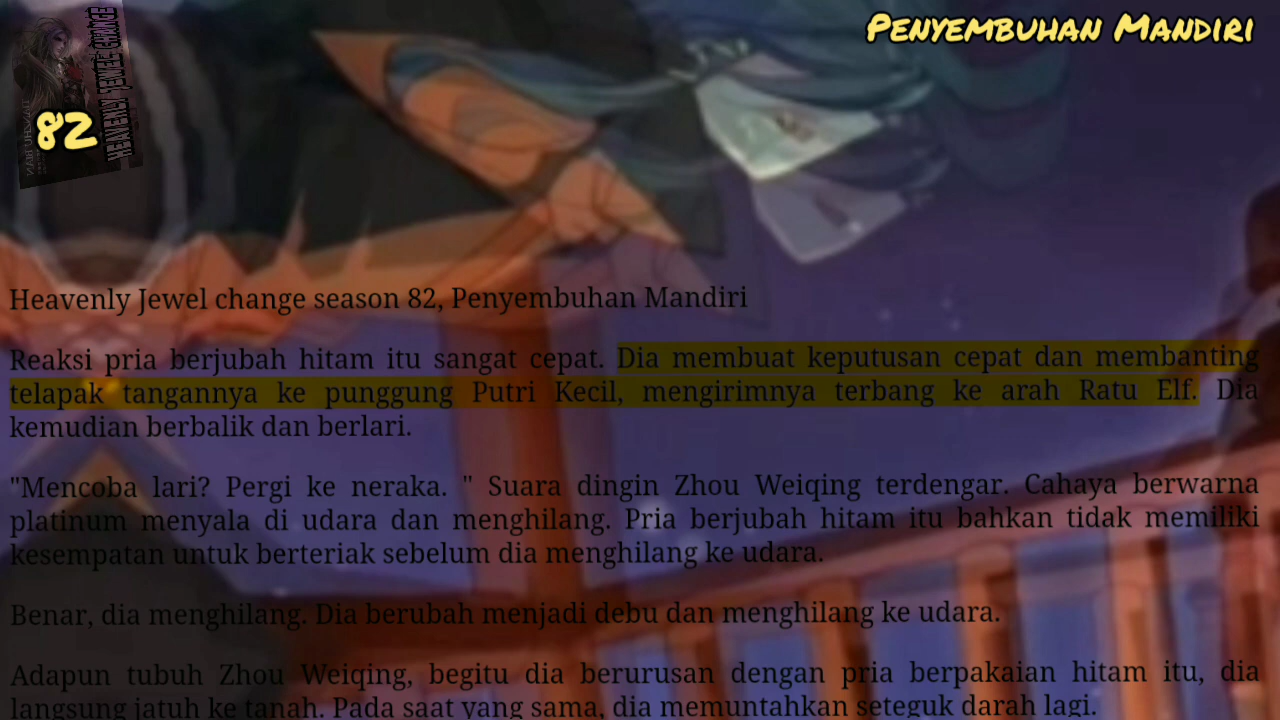 Penyembuhan Mandiri
HEAVENLY JEWEL CHANGE
82
Heavenly Jewel change season 82, Penyembuhan Mandiri
Reaksi pria berjubah hitam itu sangat cepat. Dia membuat keputusan cepat dan membanting
telapak tangannya ke punggung Putri Kecil, mengirimnya terbang ke arah Ratu Elf. Dia
kemudian berbalik dan berlari.
"Mencoba lari? Pergi ke neraka. " Suara dingin Zhou Weiqing terdengar. Cahaya berwarna
platinum menyala di udara dan menghilang. Pria berjubah hitam itu bahkan tidak memiliki
kesempatan untuk berteriak sebelum dia menghilang ke udara.
Benar, dia menghilang. Dia berubah menjadi debu dan menghilang ke udara.
Adapun tubuh Zhou Weiqing, begitu dia berurusan dengan pria berpakaian hitam itu, dia
langsung jatuh ke tanah. Pada saat yang sama, dia memuntahkan seteguk darah lagi.